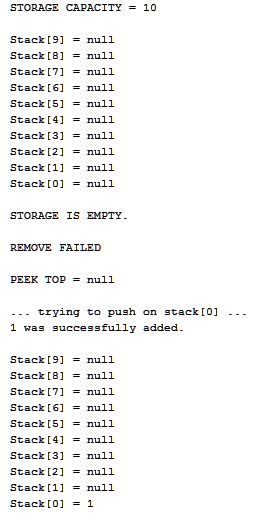 STORAGE CAPACITY = 10
Stack[9] = null
Stack[8] = null
Stack[7] = null
Stack[6] = null
Stack[5] = null
Stack[4] = null
Stack[3] = null
Stack[2] = null
Stack[1] = null
Stack[0] = null
STORAGE IS EMPTY.
REMOVE FAILED
PEEK TOP = null
... trying to push on stack[0] ...
1 was successfully added.
Stack[9] = null
Stack[8] = null
Stack[7] = null
Stack[6] = null
Stack[5] = null
Stack[4] = null
Stack[3] = null
Stack[2] = null
Stack[1] = null
Stack[0] = 1